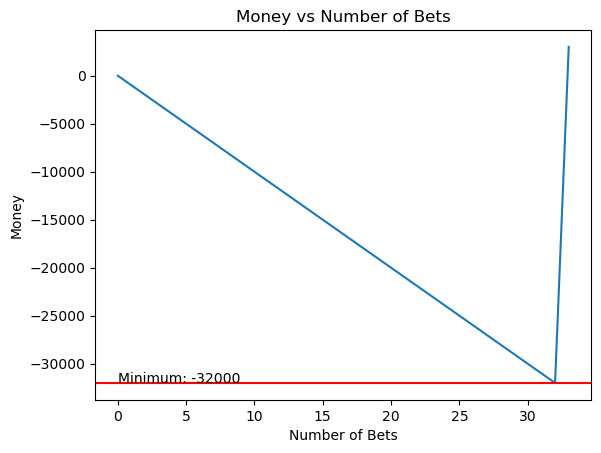 Money vs Number of Bets
0
−5000
−10000
−15000
−20000
−25000
−30000
Money
Minimum: -32000
0 5 10 15 20 25 30
Number of Bets